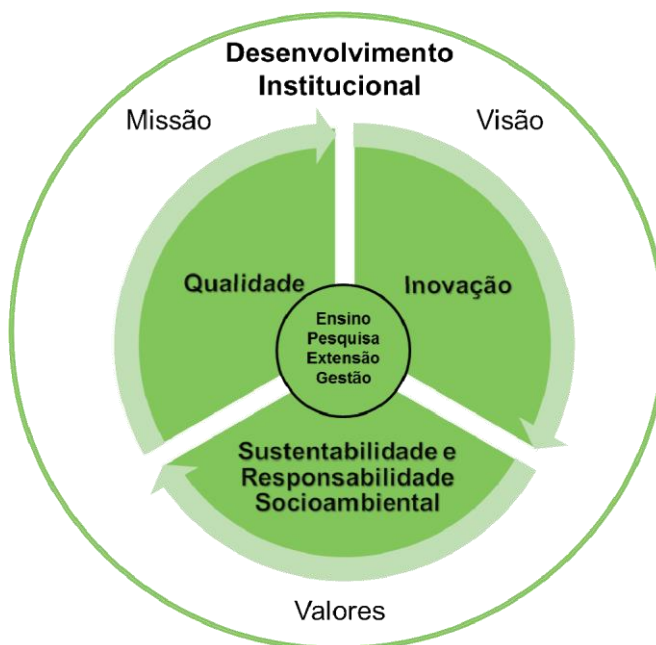 Desenvolvimento
Institucional
Missão
Visão
Qualidade
Inovação
Ensino
Pesquisa
Extensão
Gestão
Sustentabilidade e
Responsabilidade
Socioambiental
Valores